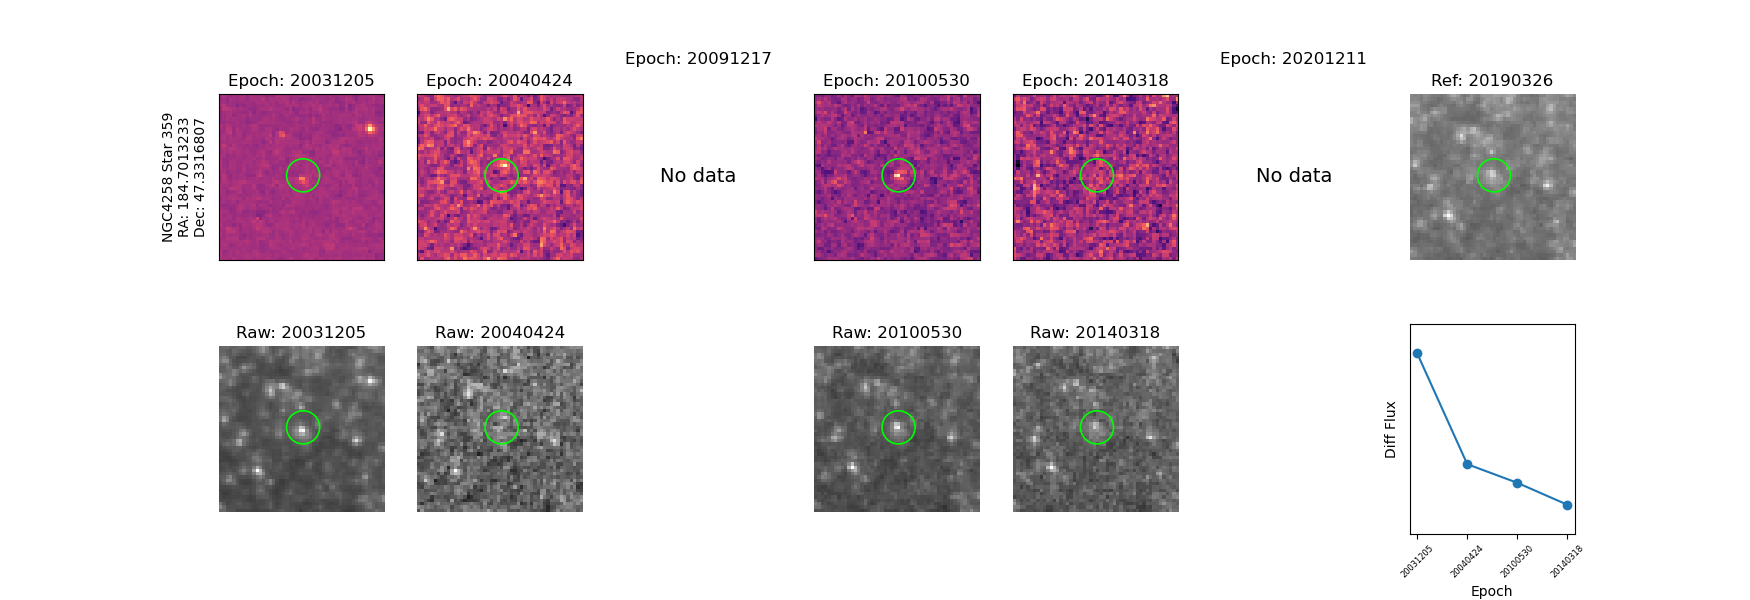 Epoch: 20031205
Epoch: 20040424
Epoch: 20091217
Epoch: 20100530
Epoch: 20140318
Epoch: 20201211
Ref: 20190326
NGC4258 Star 359
RA: 184.7013233
Dec: 47.3316807
No data
No data
Raw: 20031205
Raw: 20040424
Raw: 20100530
Raw: 20140318
Diff Flux
20031205
20040424
20100530
20140318
Epoch